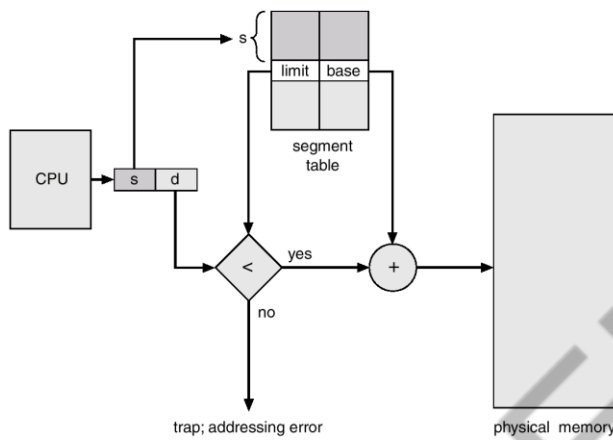 s {
limit base
segment
table
CPU
s d
<
yes
+
no
trap; addressing error
physical memory